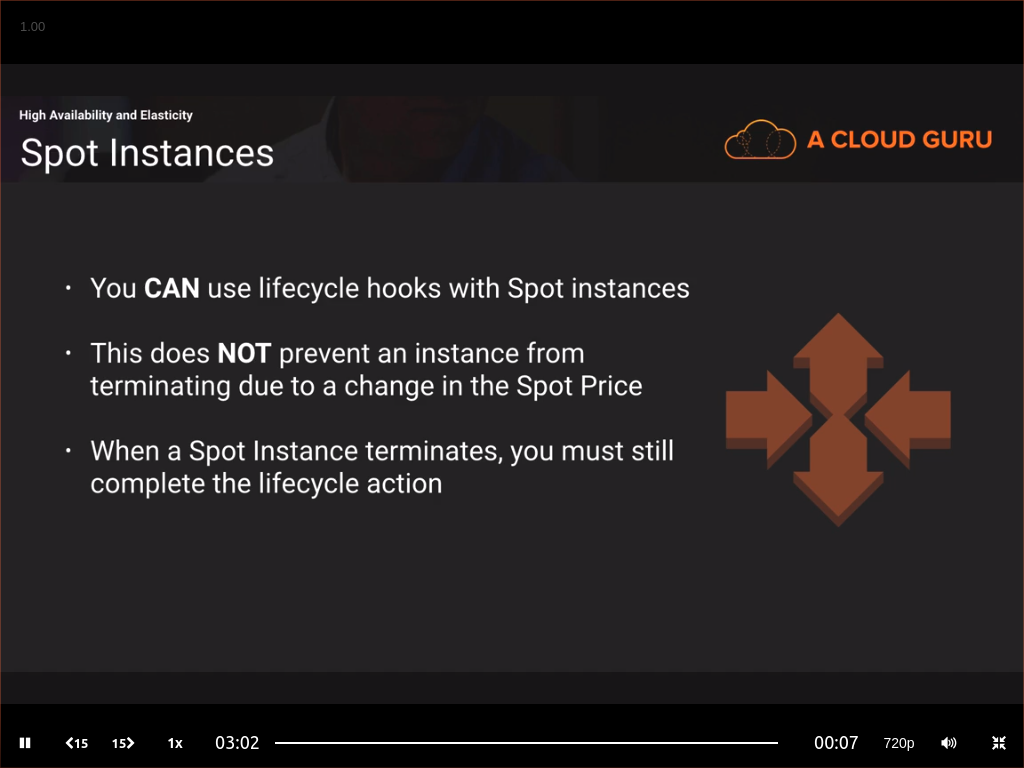 1.00
High Availability and Elasticity
Spot Instances
A CLOUD GURU
• You CAN use lifecycle hooks with Spot instances
• This does NOT prevent an instance from
terminating due to a change in the Spot Price
• When a Spot Instance terminates, you must still
complete the lifecycle action
15 15 1x 03:02 00:07 720p